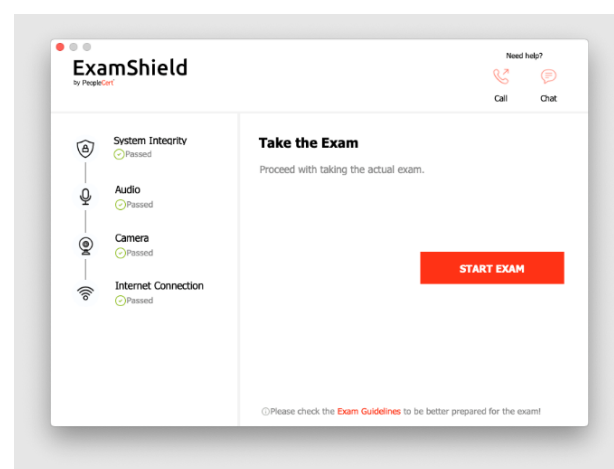 ExamShield
by PeopleCert
Need help?
Call
Chat
System Integrity
Passed
Audio
Passed
Camera
Passed
Internet Connection
Passed
Take the Exam
Proceed with taking the actual exam.
START EXAM
Please check the Exam Guidelines to be better prepared for the exam!